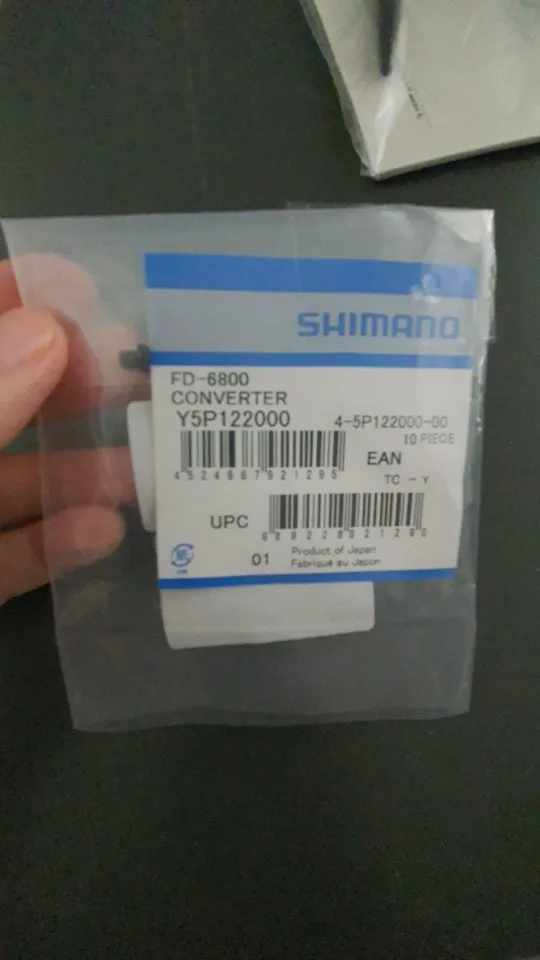 SHIMANO
FD-6800
CONVERTER
Y5P122000 4-5P122000-00
10 PIECE
EAN
4524667921295
TC - Y
UPC
689228921290
01 Product of Japan
Fabriqué au Japon